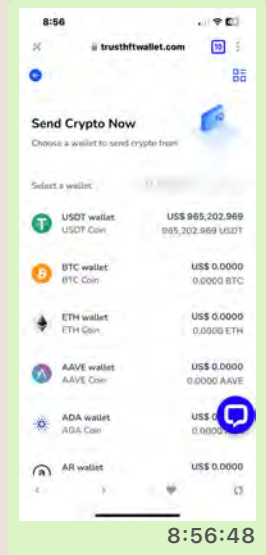 8:56
trusthftwallet.com
10
Send Crypto Now
Choose a wallet to send crypto from
Select a wallet
USDT wallet US$ 965,202.969
USDT Coin 965,202.969 USDT
BTC wallet US$ 0.0000
BTC Coin 0.0000 BTC
ETH wallet US$ 0.0000
ETH Coin 0.0000 ETH
AAVE wallet US$ 0.0000
AAVE Coin 0.0000 AAVE
ADA wallet US$
ADA Coin
AR wallet US$ 0.0000
8:56:48